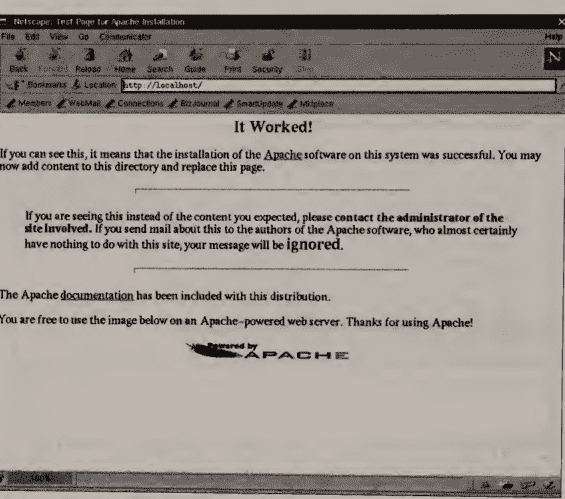 Netscape: Test Page for Apache Installation
File Edit View Go Communicator Help
Back Forward Reload Home Search Guide Print Security Stop
Bookmarks Location: http://localhost/
Members WebMail Connections BizJournal SmartUpdate Mktplace
It Worked!
If you can see this, it means that the installation of the Apache software on this system was successful. You may
now add content to this directory and replace this page.
If you are seeing this instead of the content you expected, please contact the administrator of the
site involved. If you send mail about this to the authors of the Apache software, who almost certainly
have nothing to do with this site, your message will be ignored.
The Apache documentation has been included with this distribution.
You are free to use the image below on an Apache-powered web server. Thanks for using Apache!
Powered by
APACHE
100%